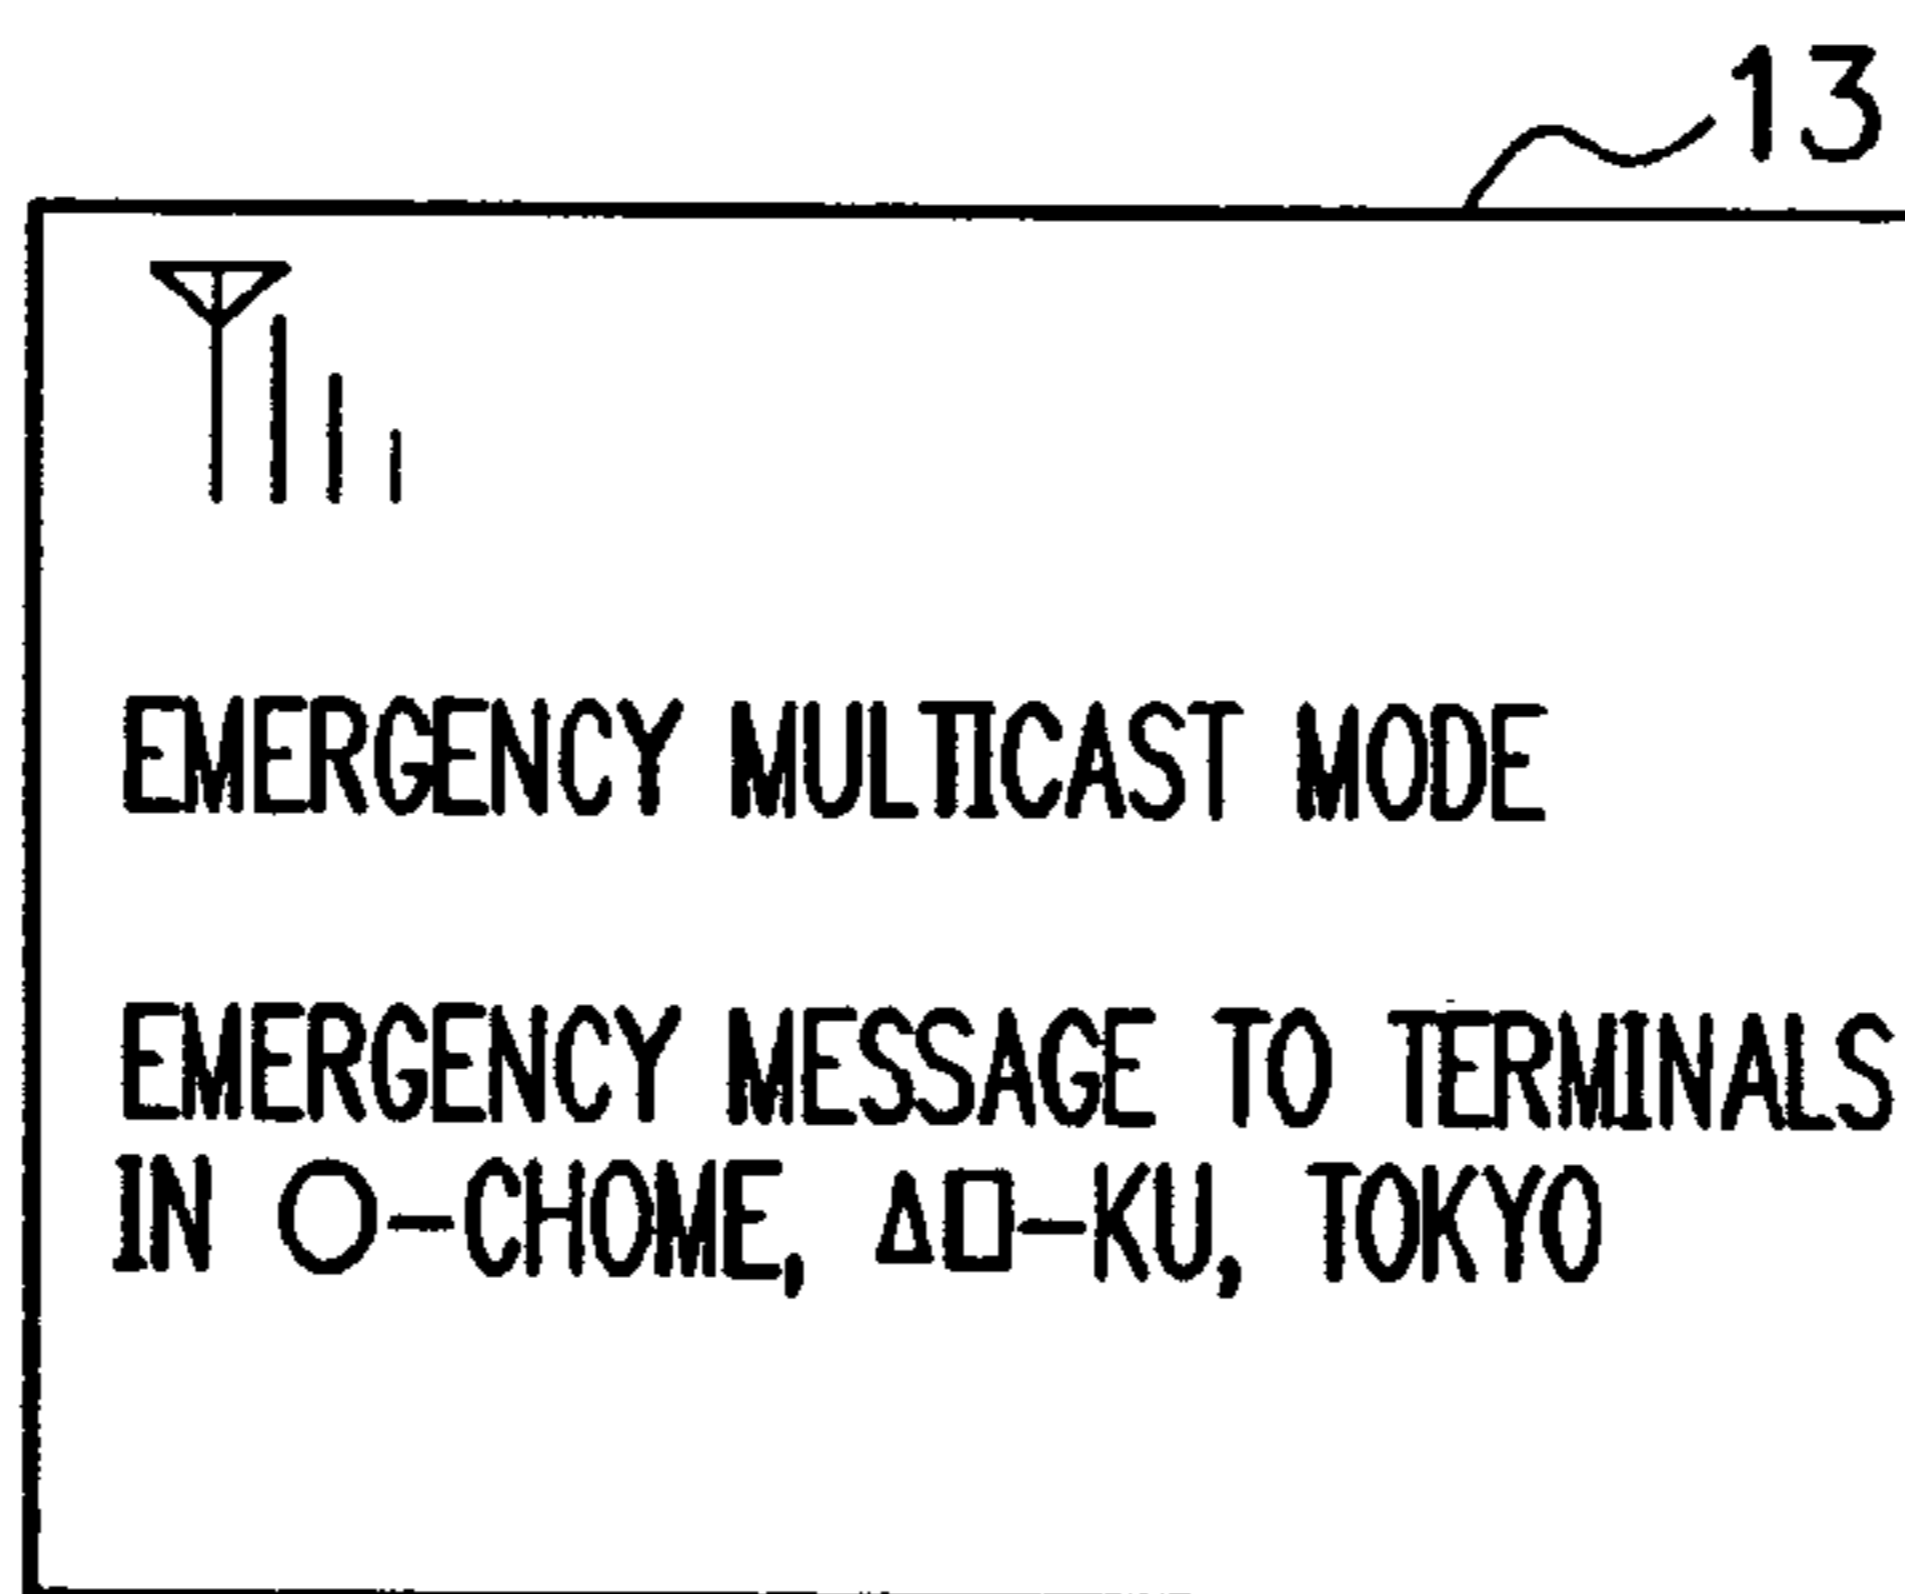 13
EMERGENCY MULTICAST MODE
EMERGENCY MESSAGE TO TERMINALS
IN ○-CHOME, △□-KU, TOKYO